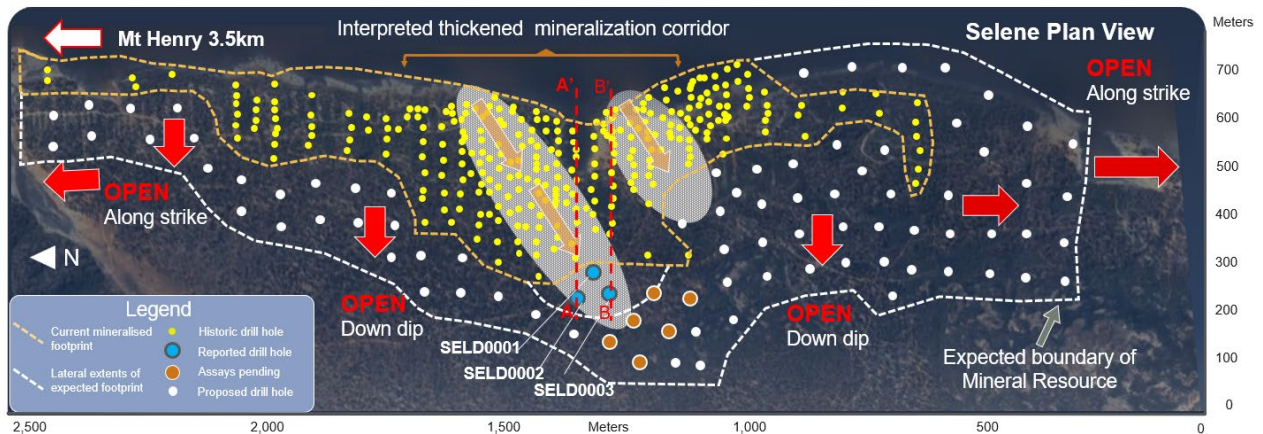 Meters
Mt Henry 3.5km
Interpreted thickened mineralization corridor
Selene Plan View
700
OPEN
Along strike
A'
B'
600
500
OPEN
Along strike
400
N
300
Legend
Current mineralised
footprint
Lateral extents of
expected footprint
Historic drill hole
Reported drill hole
Assays pending
Proposed drill hole
OPEN
Down dip
A
B
SELD0001
SELD0002
SELD0003
OPEN
Down dip
Expected boundary of
Mineral Resource
200
100
0
2,500
2,000
1,500
Meters
1,000
500
0